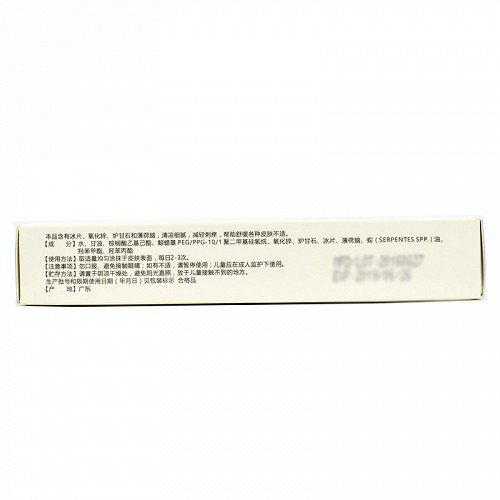 本品含有冰片、氧化锌、炉甘石和薄荷脑，清凉细腻，减轻刺痒，帮助舒缓各种皮肤不适。
【成　分】水、甘油、棕榈酸乙基己酯、鲸蜡基 PEG/PPG-10/1 聚二甲基硅氧烷、氧化锌、炉甘石、冰片、薄荷脑、蛇（SERPENTES SPP.）油、
羟苯甲酯、羟苯丙酯
【使用方法】取适量均匀涂抹于皮肤表面，每日2-3次。
【注意事项】勿口服，避免接触眼睛；如有不适，请暂停使用；儿童应在成人监护下使用。
【贮存方法】请置于阴凉干燥处，避免阳光直照，放于儿童接触不到的地方。
生产批号和限期使用日期（年月日）见包装标示 合格品
【产　地】广东